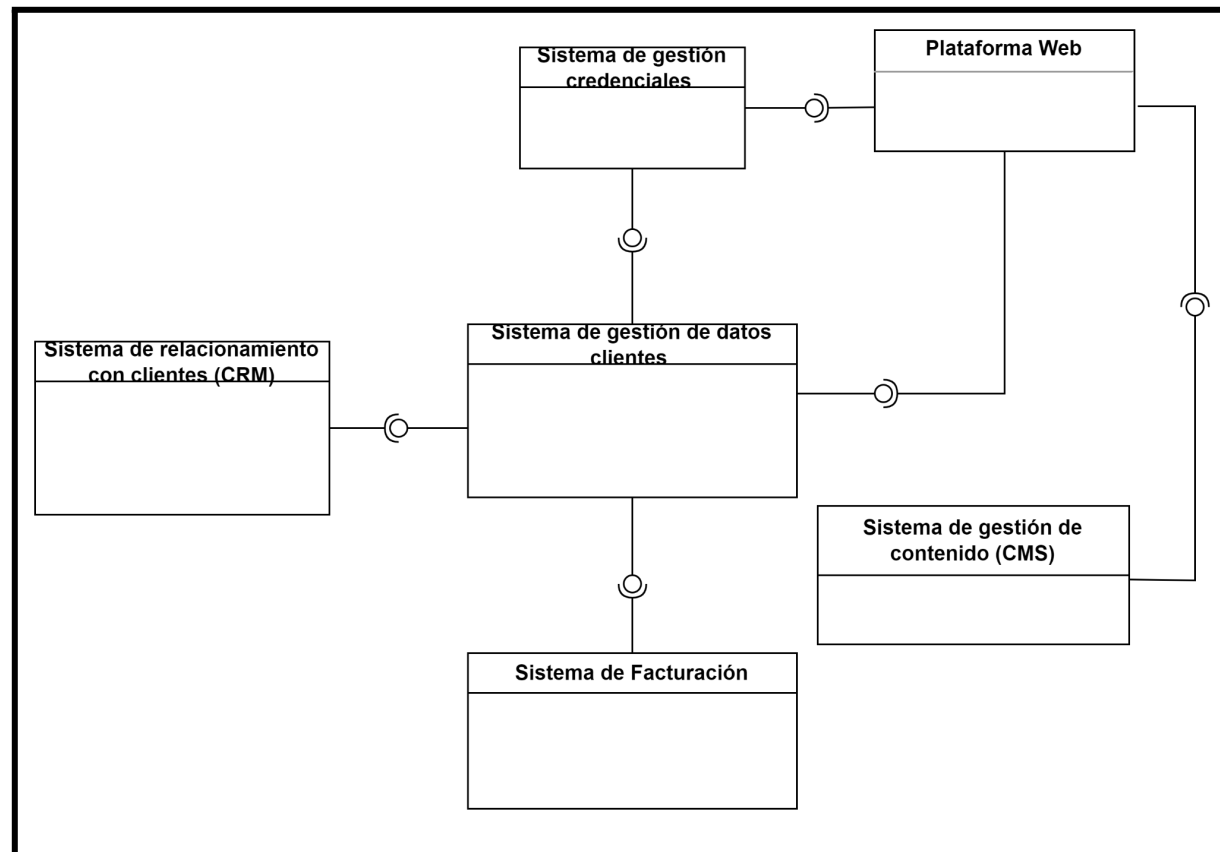 Sistema de gestión
credenciales
Plataforma Web
Sistema de gestión de datos
clientes
Sistema de relacionamiento
con clientes (CRM)
Sistema de gestión de
contenido (CMS)
Sistema de Facturación